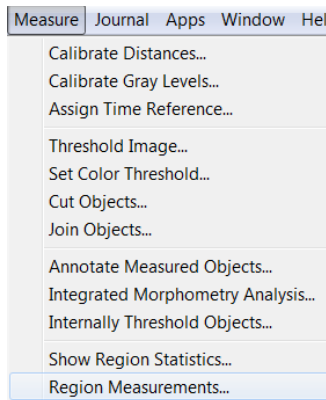 Measure Journal Apps Window Hel
Calibrate Distances...
Calibrate Gray Levels...
Assign Time Reference...
Threshold Image...
Set Color Threshold...
Cut Objects...
Join Objects...
Annotate Measured Objects...
Integrated Morphometry Analysis...
Internally Threshold Objects...
Show Region Statistics...
Region Measurements...